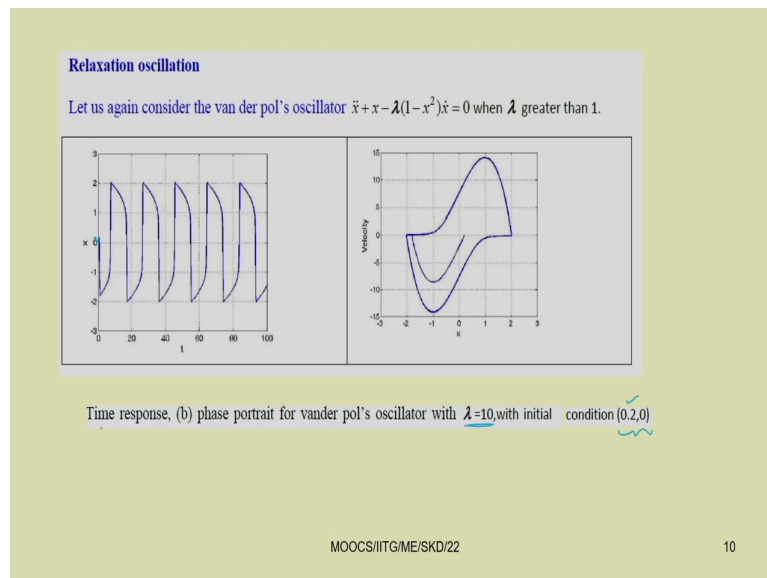 Relaxation oscillation
Let us again consider the van der pol's oscillator ẍ + x − λ(1 − x²)ẋ = 0 when λ greater than 1.
3
2
1
x 0
-1
-2
-3
0 20 40 60 80 100
t
15
10
5
Velocity 0
-5
-10
-15
-3 -2 -1 0 1 2 3
x
Time response, (b) phase portrait for vander pol's oscillator with λ =10,with initial condition (0.2,0)
MOOCS/IITG/ME/SKD/22 10